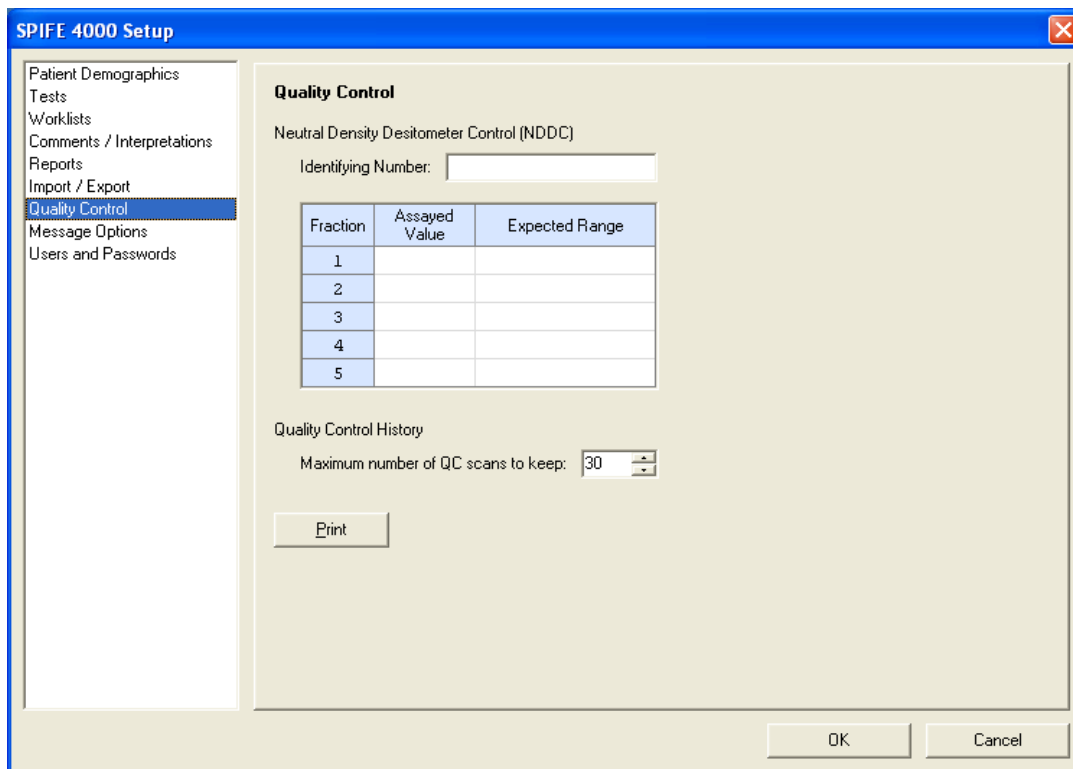 SPIFE 4000 Setup
Patient Demographics
Tests
Worklists
Comments / Interpretations
Reports
Import / Export
Quality Control
Message Options
Users and Passwords
Quality Control
Neutral Density Desitometer Control (NDDC)
Identifying Number:
Fraction Assayed Value Expected Range
1
2
3
4
5
Quality Control History
Maximum number of QC scans to keep: 30
Print
OK Cancel